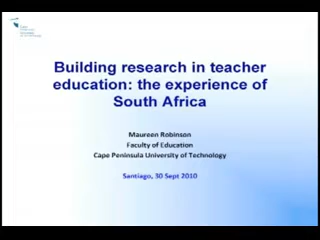 Building research in teacher
education: the experience of
South Africa
Maureen Robinson
Faculty of Education
Cape Peninsula University of Technology
Santiago, 30 Sept 2010